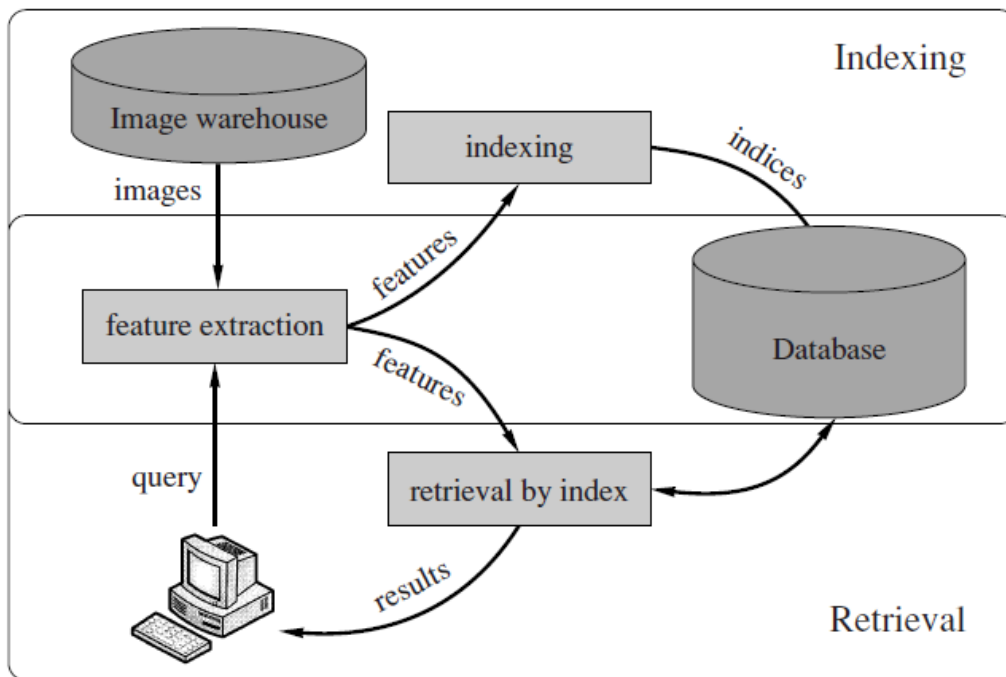 Indexing
Image warehouse
indexing
indices
images
features
feature extraction
Database
features
query
retrieval by index
results
Retrieval